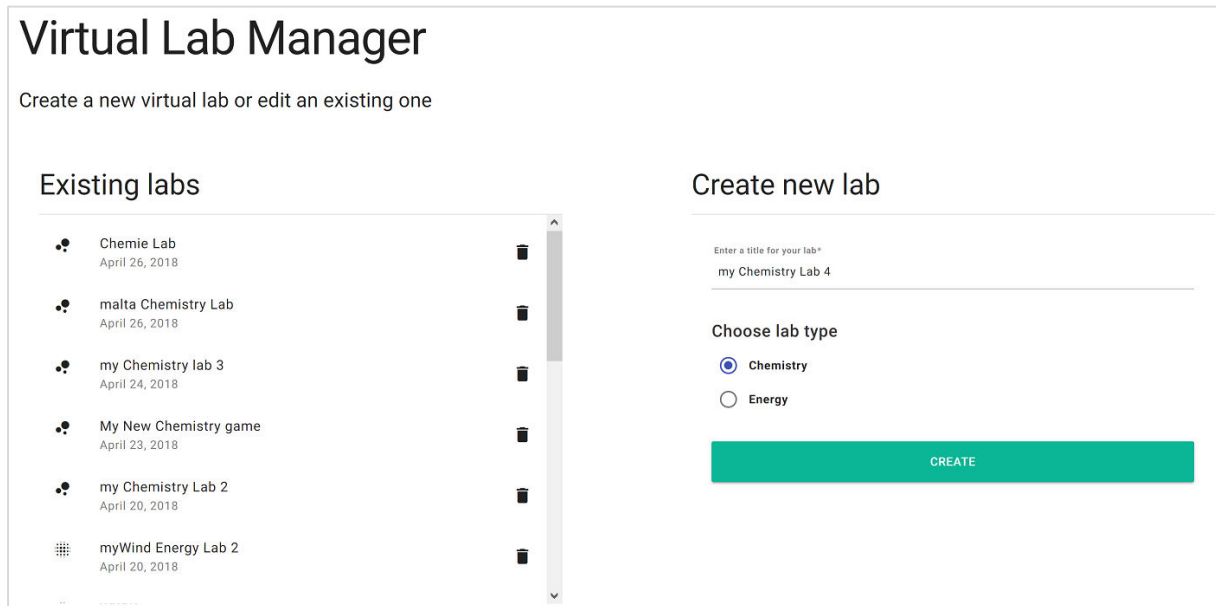 Virtual Lab Manager
Create a new virtual lab or edit an existing one
Existing labs
Chemie Lab
April 26, 2018
malta Chemistry Lab
April 26, 2018
my Chemistry lab 3
April 24, 2018
My New Chemistry game
April 23, 2018
my Chemistry Lab 2
April 20, 2018
myWind Energy Lab 2
April 20, 2018
Create new lab
Enter a title for your lab*
my Chemistry Lab 4
Choose lab type
Chemistry
Energy
CREATE